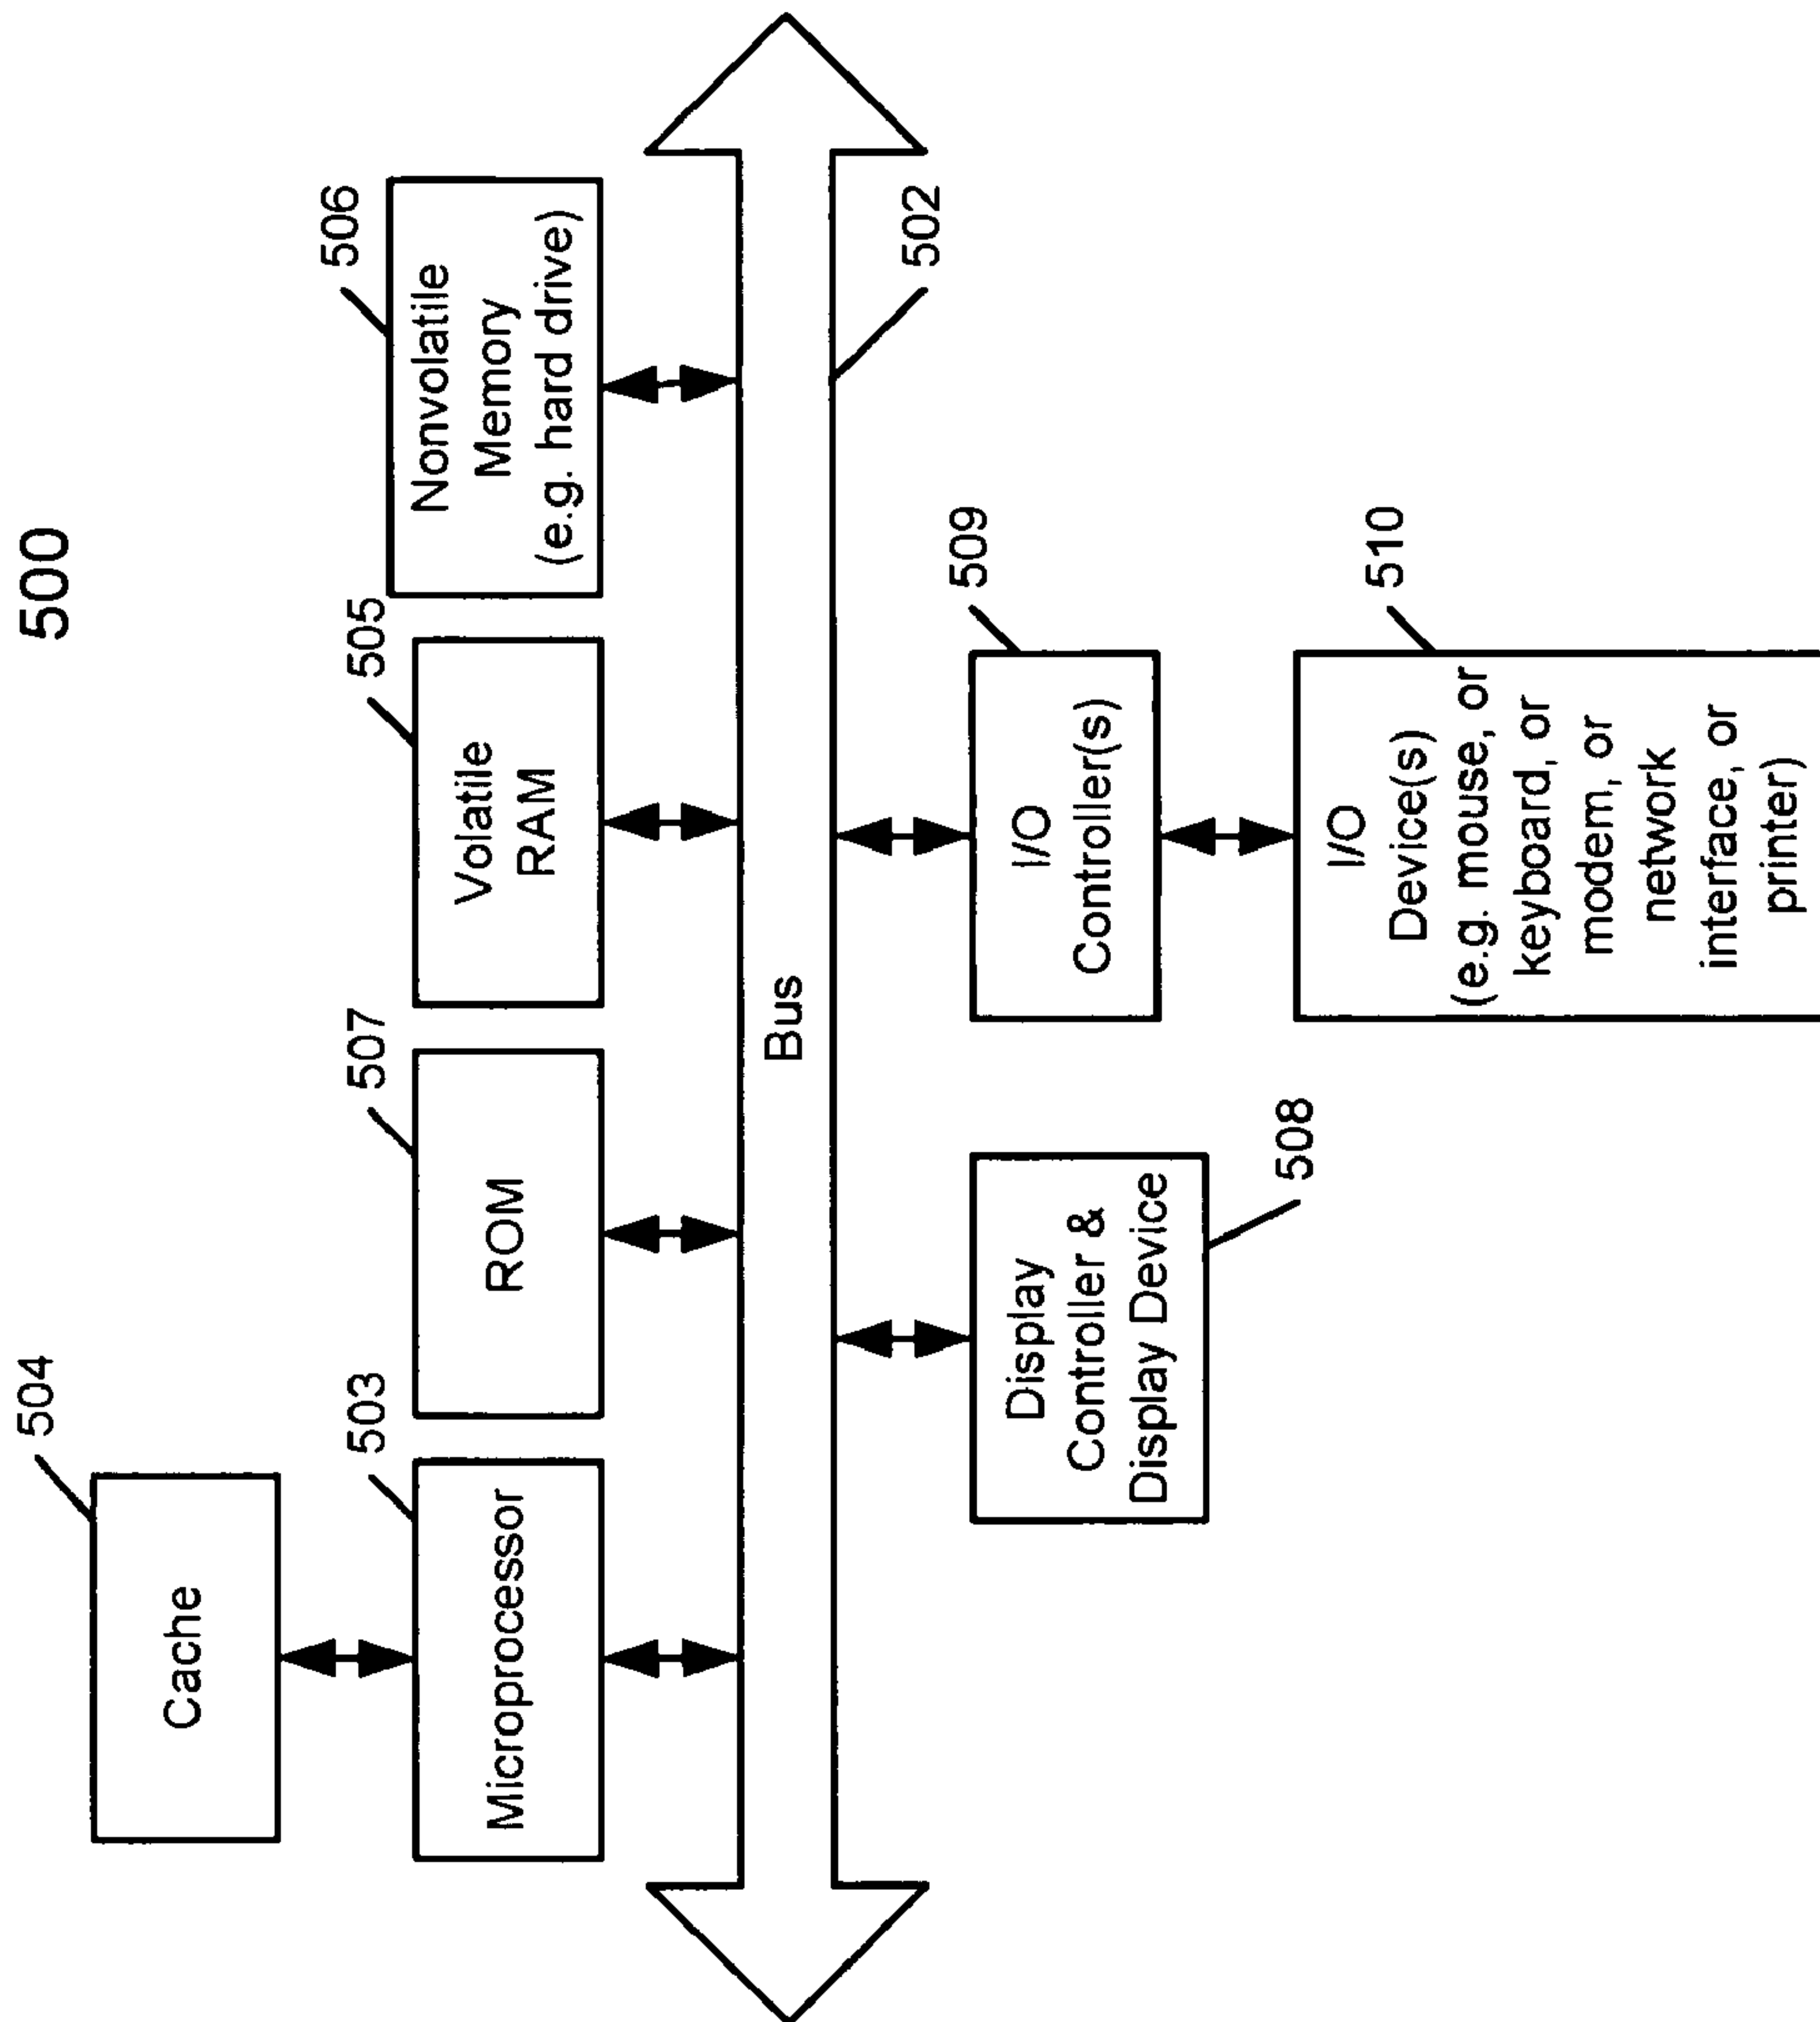 500
504
Cache
503
Microprocessor
507
ROM
505
Volatile
RAM
506
Nonvolatile
Memory
(e.g. hard drive)
Bus
502
Display
Controller &
Display Device
508
I/O
Controller(s)
509
I/O
Device(s)
(e.g. mouse, or
keyboard, or
modem, or
network
interface, or
printer)
510